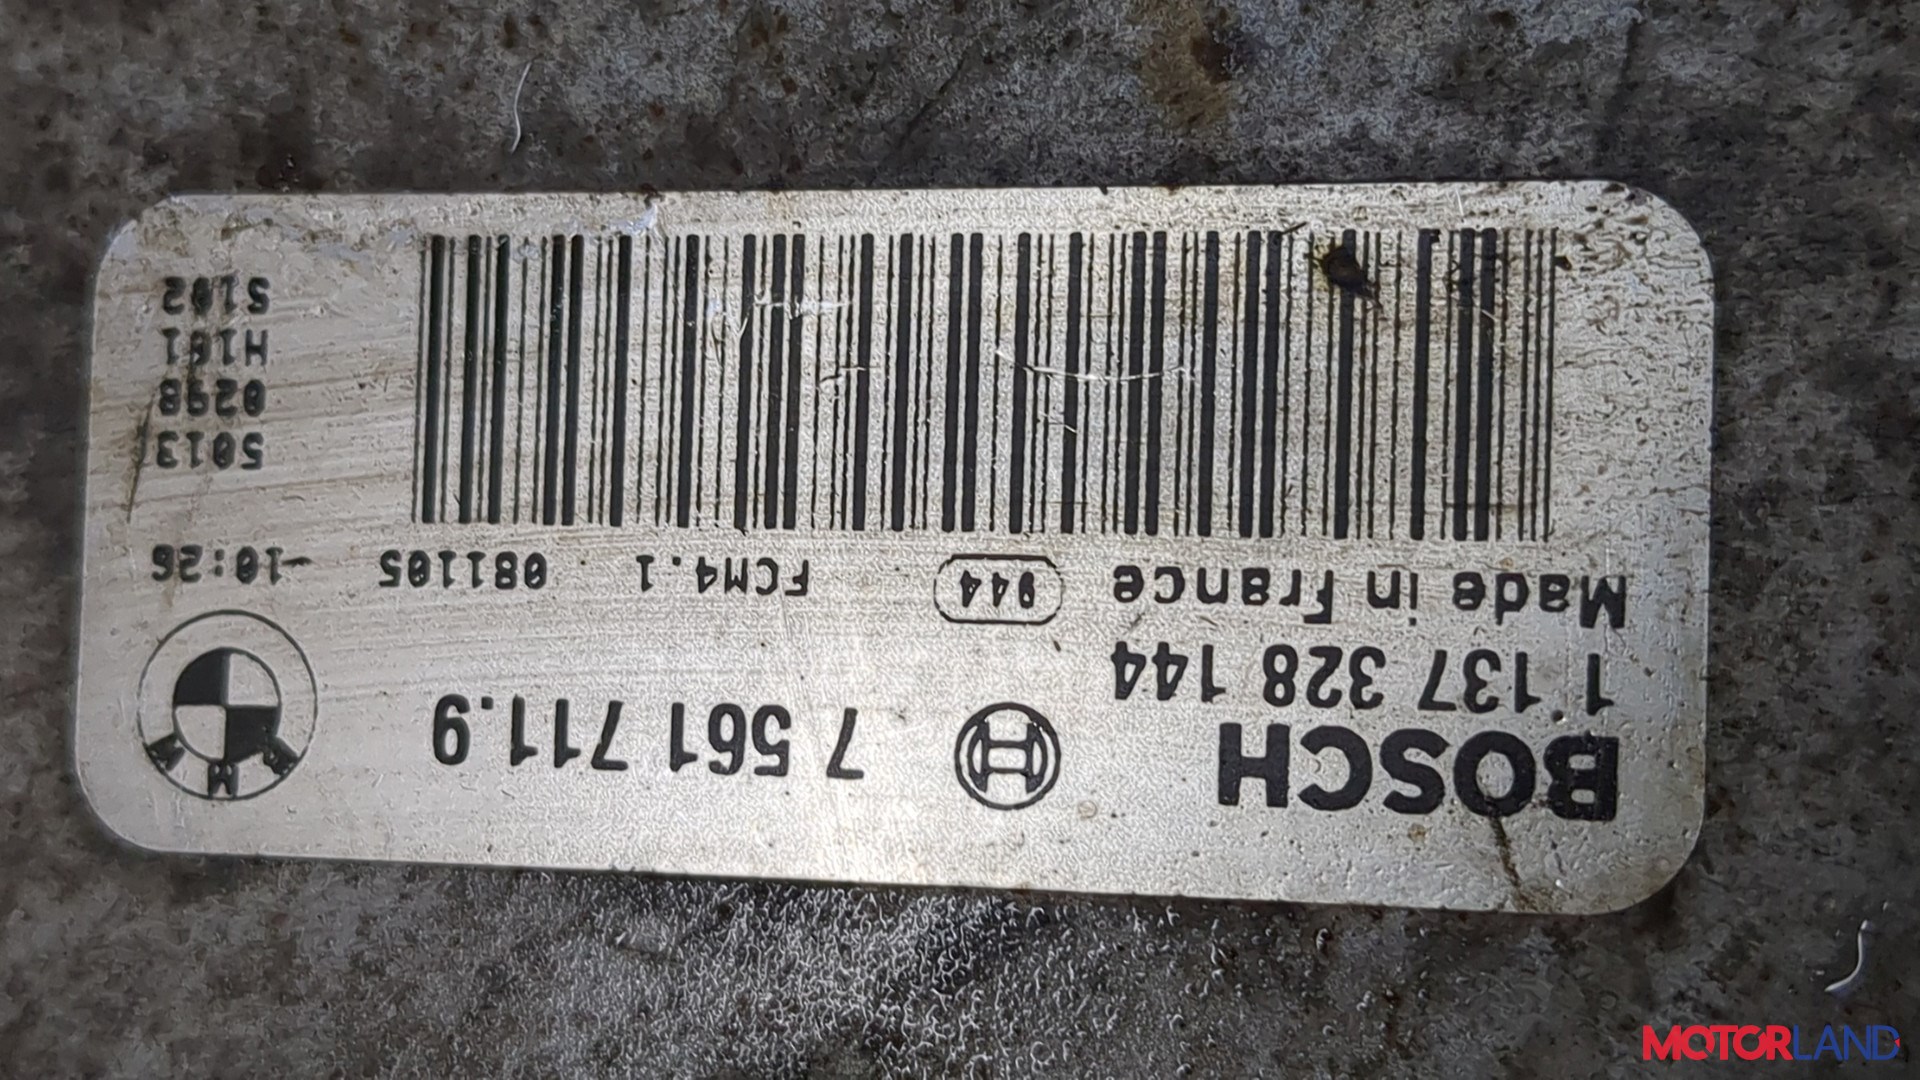 BOSCH
7 561 711.9
BMW
1 137 328 144
Made in France
944
FCM4.1
081105
-10:26
5013
0298
H161
S102
MOTORLAND